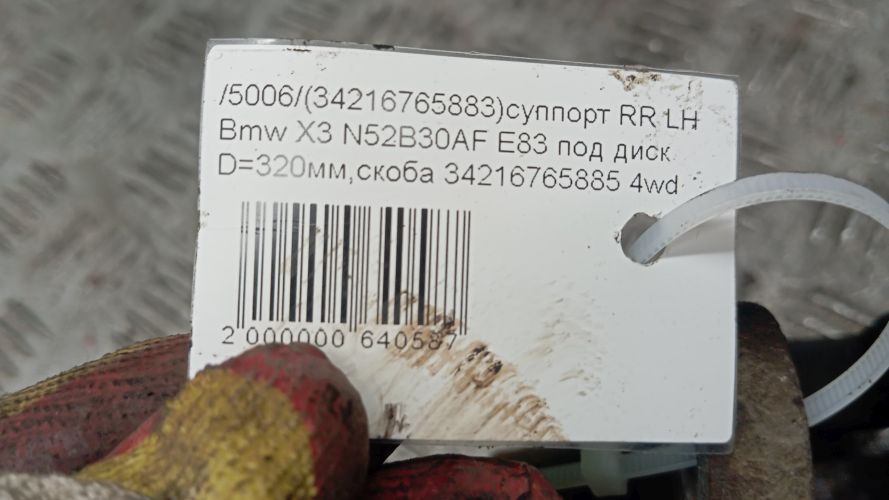 /5006/(34216765883)суппорт RR LH
Bmw X3 N52B30AF E83 под диск
D=320мм,скоба 34216765885 4wd
2 000000 640587